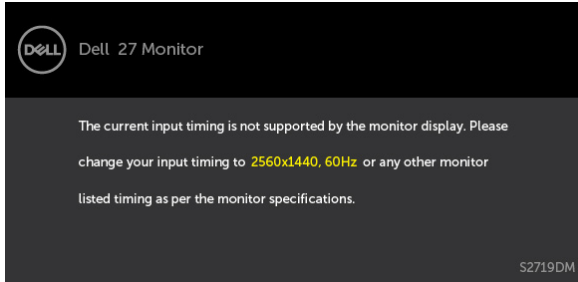 DELL
Dell 27 Monitor
The current input timing is not supported by the monitor display. Please
change your input timing to 2560x1440, 60Hz or any other monitor
listed timing as per the monitor specifications.
S2719DM